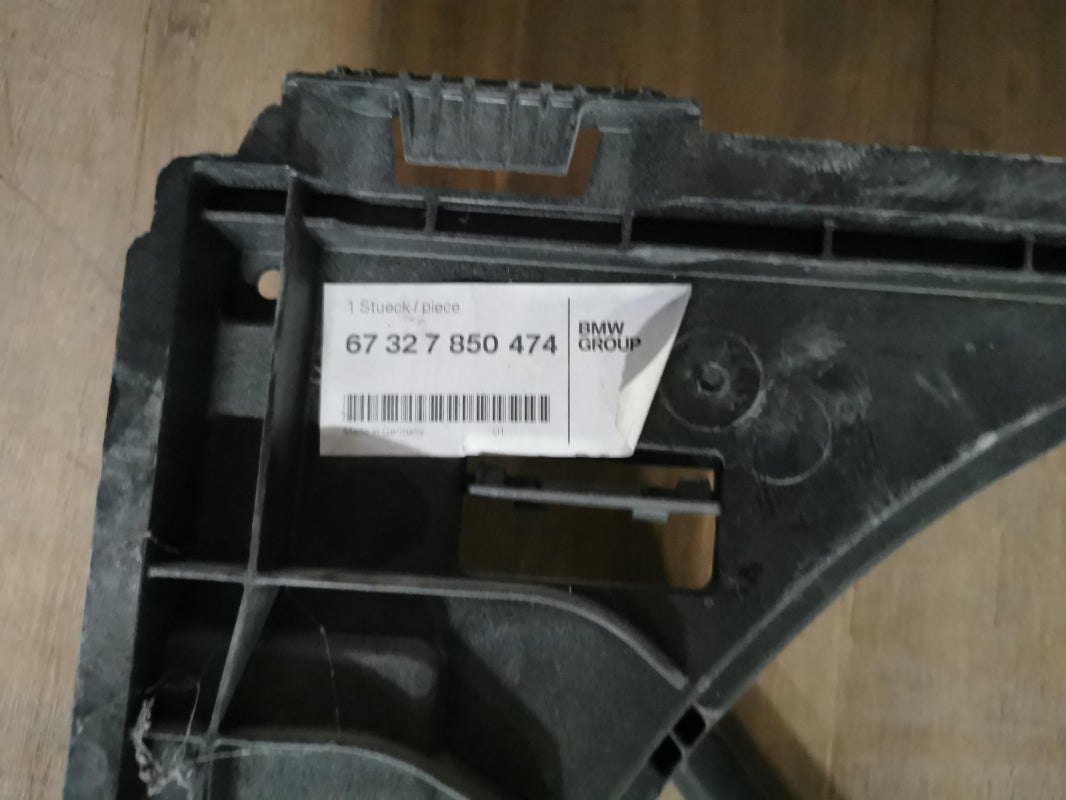 1 Stueck / piece
67 32 7 850 474
BMW
GROUP
Made in Germany 01